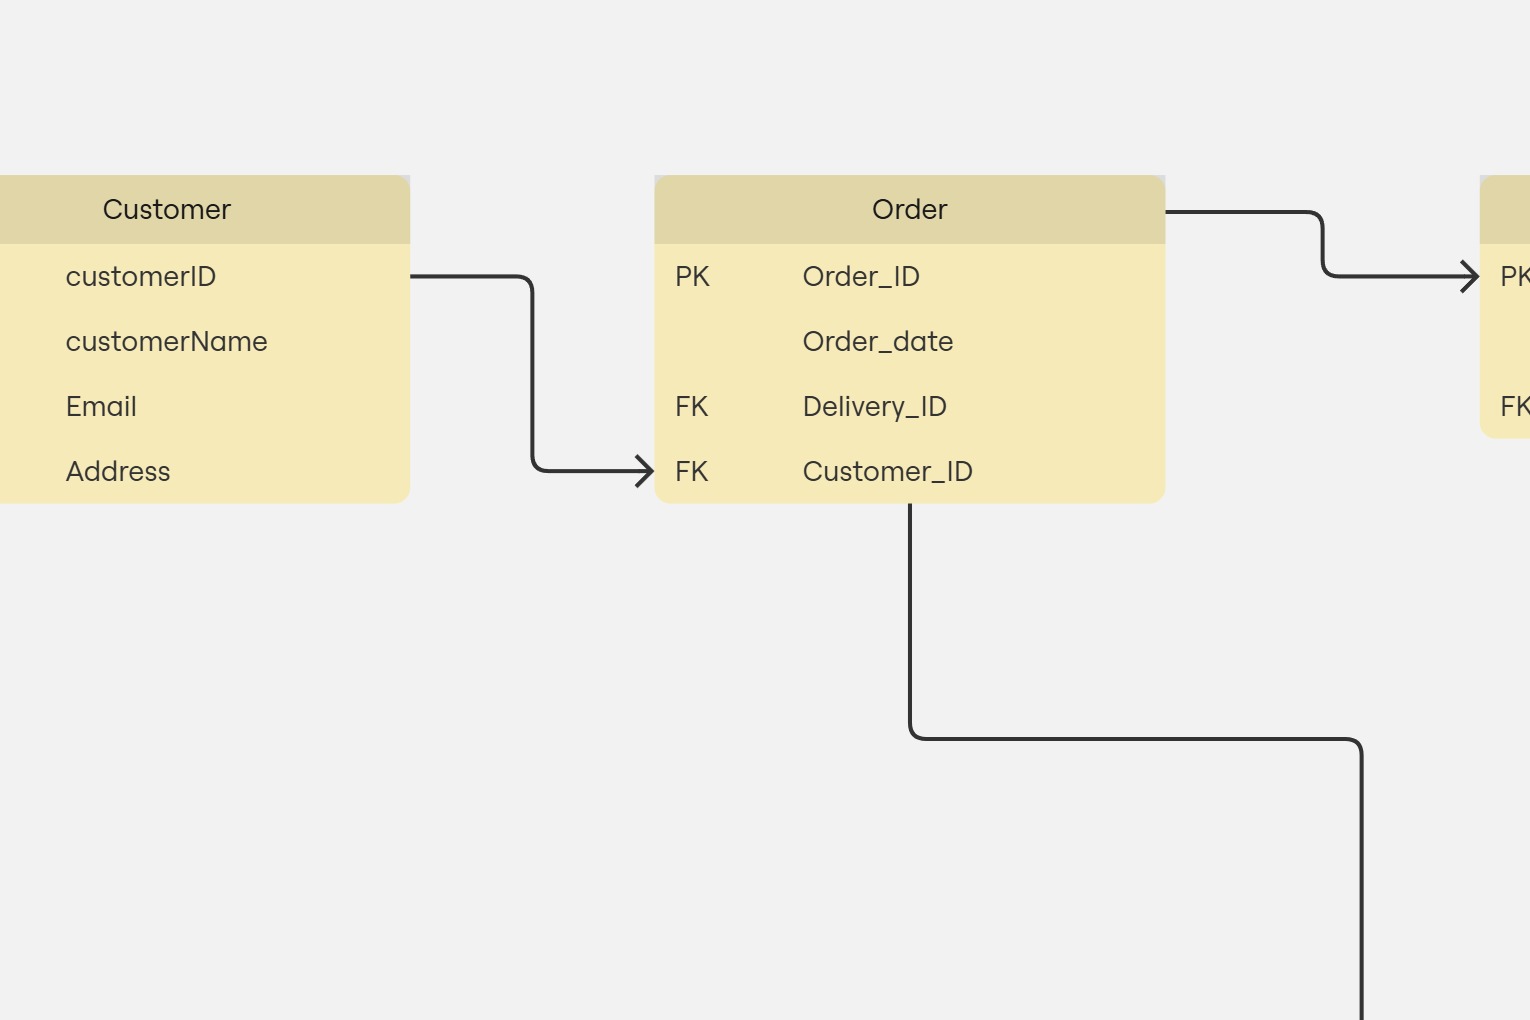 Customer
customerID
customerName
Email
Address
Order
PK Order_ID
Order_date
FK Delivery_ID
FK Customer_ID
PK
FK